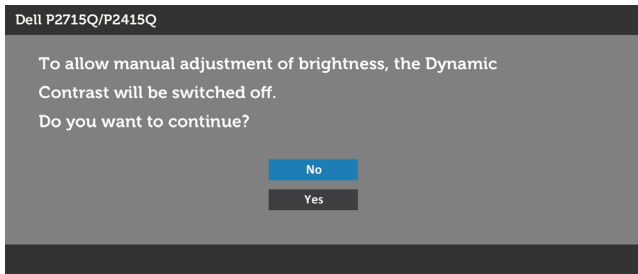 Dell P2715Q/P2415Q
To allow manual adjustment of brightness, the Dynamic
Contrast will be switched off.
Do you want to continue?
No
Yes